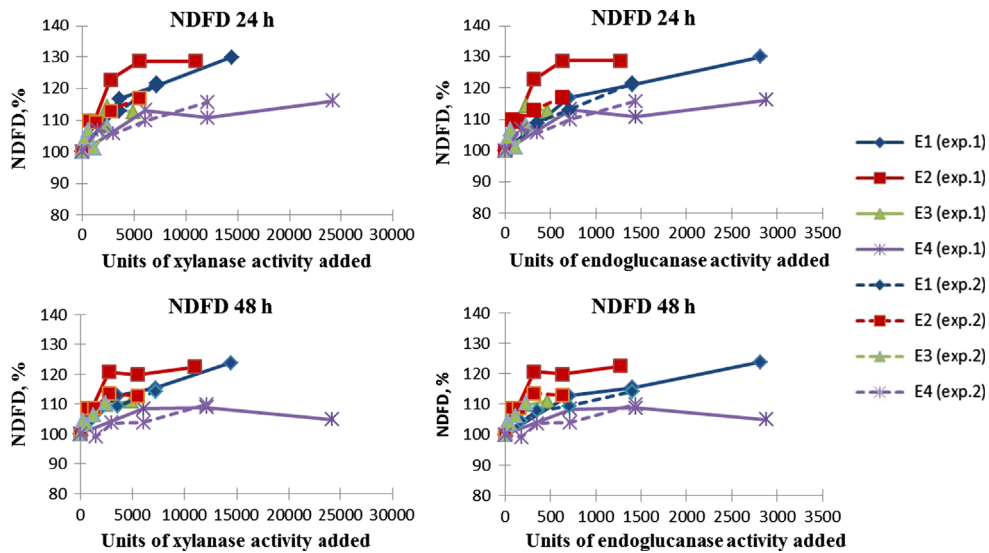 NDFD 24 h
NDFD, %
140
130
120
110
100
90
80
0 5000 10000 15000 20000 25000 30000
Units of xylanase activity added
NDFD 24 h
NDFD, %
140
130
120
110
100
90
80
0 500 1000 1500 2000 2500 3000 3500
Units of endoglucanase activity added
NDFD 48 h
NDFD, %
140
130
120
110
100
90
80
0 5000 10000 15000 20000 25000 30000
Units of xylanase activity added
NDFD 48 h
NDFD, %
140
130
120
110
100
90
80
0 500 1000 1500 2000 2500 3000 3500
Units of endoglucanase activity added
E1 (exp.1)
E2 (exp.1)
E3 (exp.1)
E4 (exp.1)
E1 (exp.2)
E2 (exp.2)
E3 (exp.2)
E4 (exp.2)